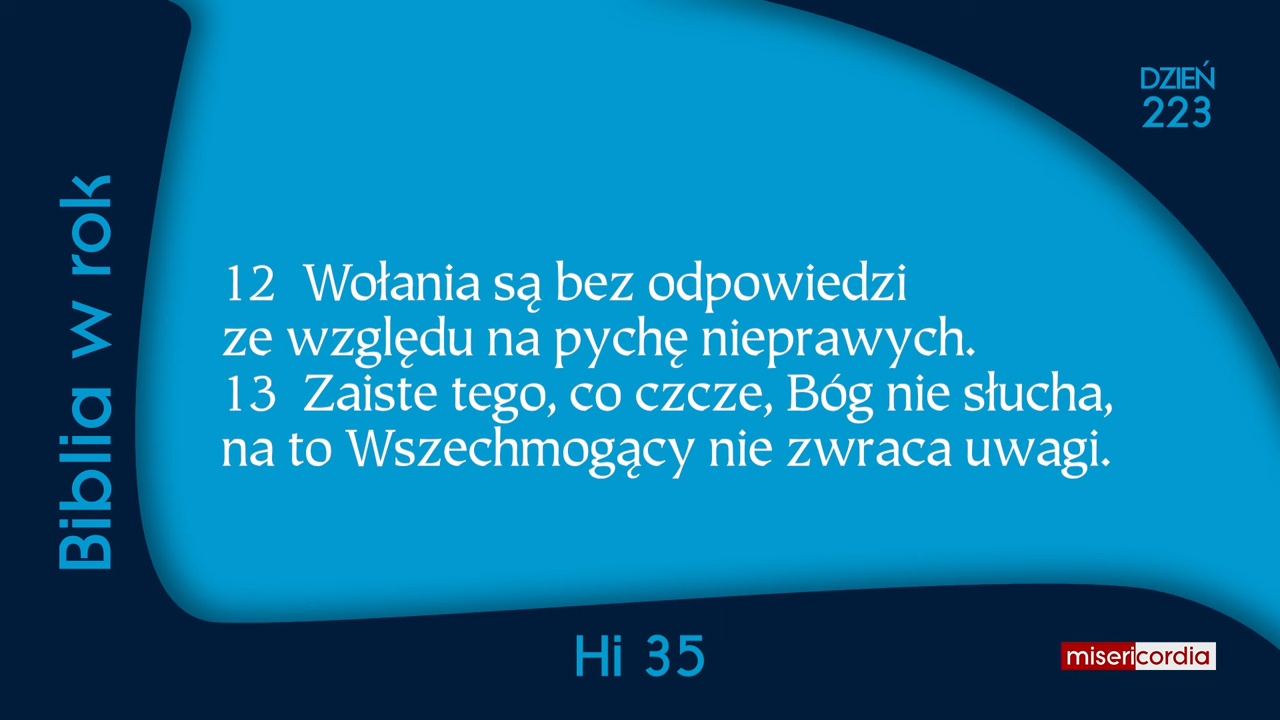 DZIEŃ
223
Biblia w rok
12 Wołania są bez odpowiedzi
ze względu na pychę nieprawych.
13 Zaiste tego, co czcze, Bóg nie słucha,
na to Wszechmogący nie zwraca uwagi.
Hi 35
misericordia